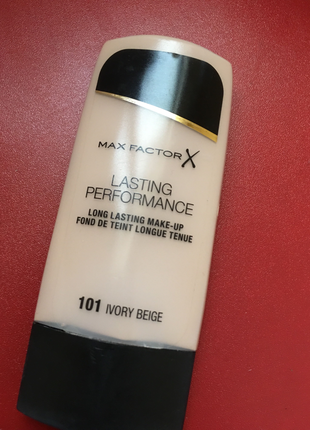 MAX FACTOR X
LASTING
PERFORMANCE
LONG LASTING MAKE-UP
FOND DE TEINT LONGUE TENUE
101 IVORY BEIGE